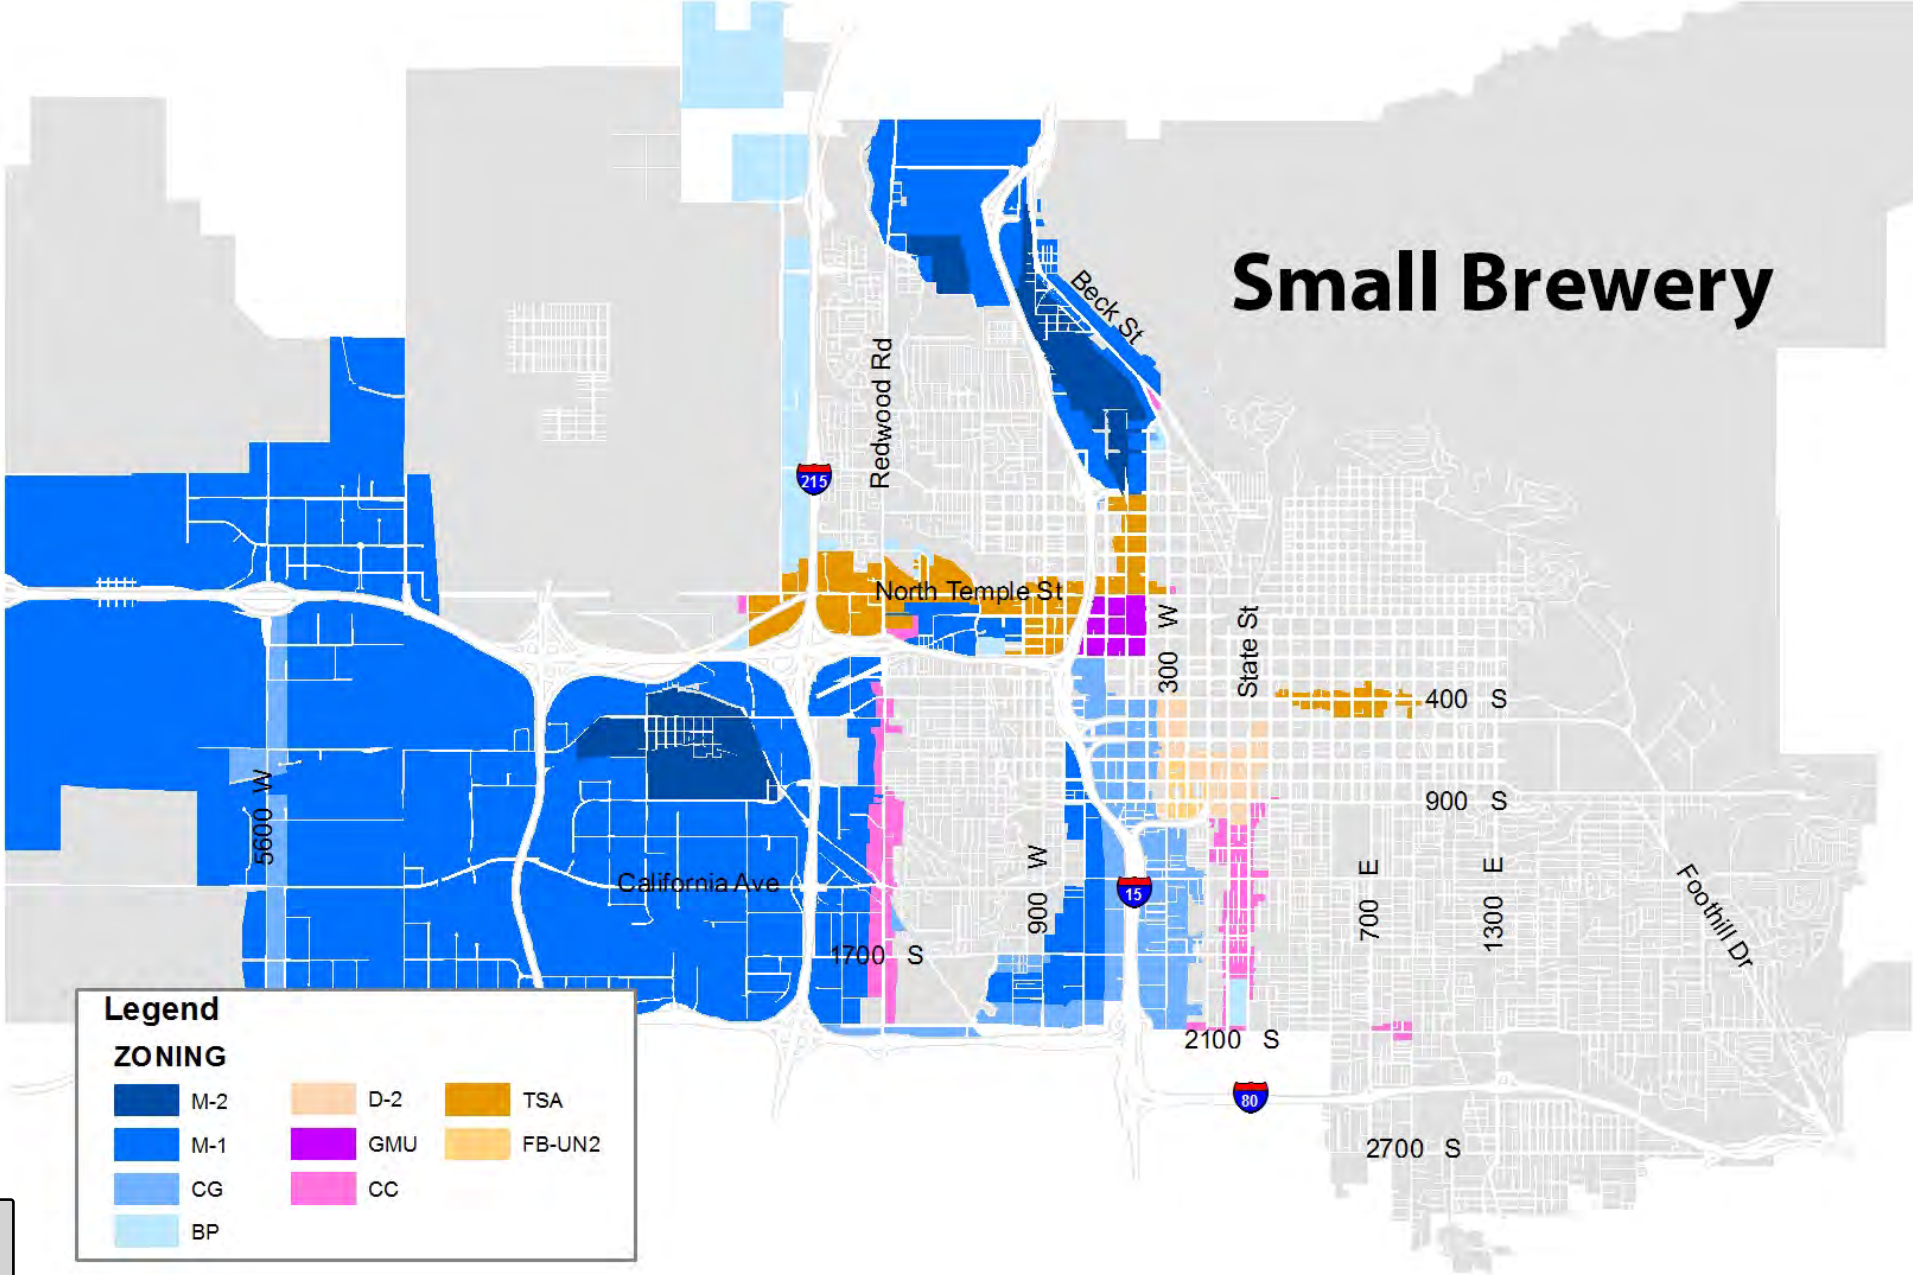 Small Brewery
Beck St
Redwood Rd
215
North Temple St
300 W
State St
400 S
5600 W
900 S
California Ave
900 W
15
700 E
1300 E
Foothill Dr
1700 S
2100 S
80
2700 S
Legend
ZONING
M-2
D-2
TSA
M-1
GMU
FB-UN2
CG
CC
BP